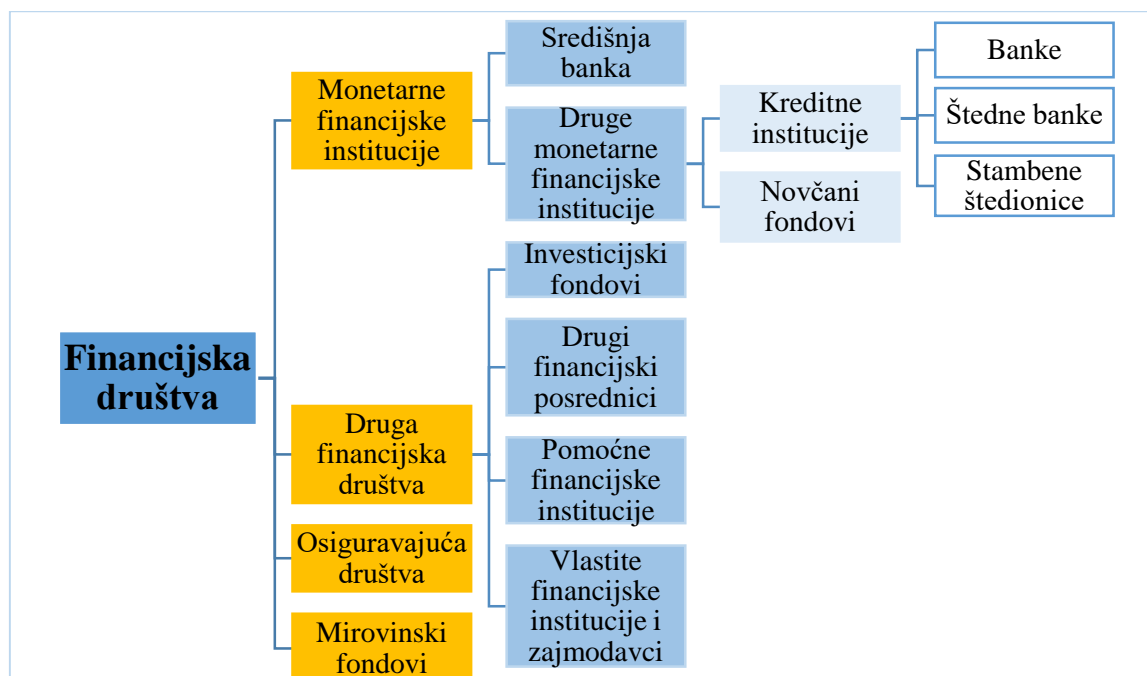 Financijska
društva
Monetarne
financijske
institucije
Središnja
banka
Druge
monetarne
financijske
institucije
Kreditne
institucije
Banke
Štedne banke
Stambene
štedionice
Novčani
fondovi
Druga
financijska
društva
Investicijski
fondovi
Drugi
financijski
posrednici
Pomoćne
financijske
institucije
Vlastite
financijske
institucije i
zajmodavci
Osiguravajuća
društva
Mirovinski
fondovi